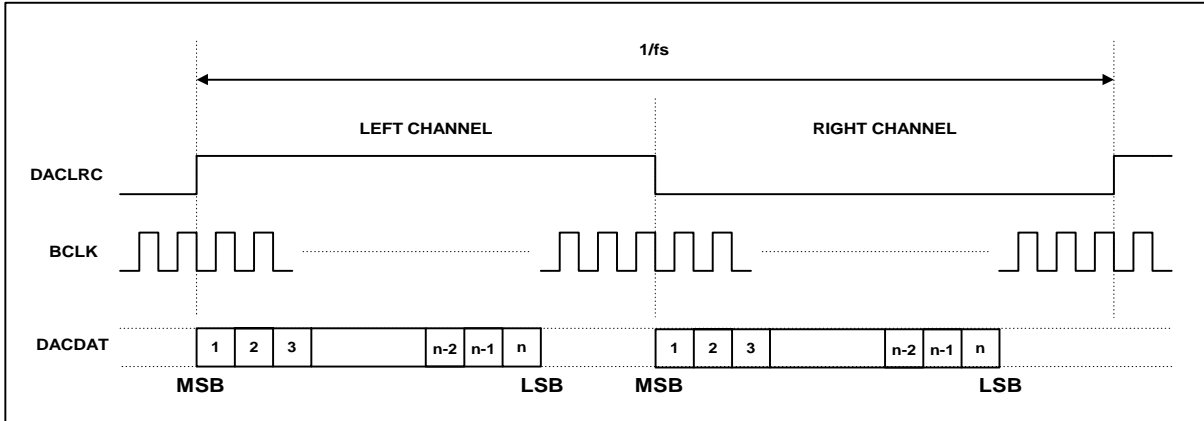 1/fs
LEFT CHANNEL RIGHT CHANNEL
DACLRC
BCLK
DACDAT 1 2 3 n-2 n-1 n 1 2 3 n-2 n-1 n
MSB LSB MSB LSB